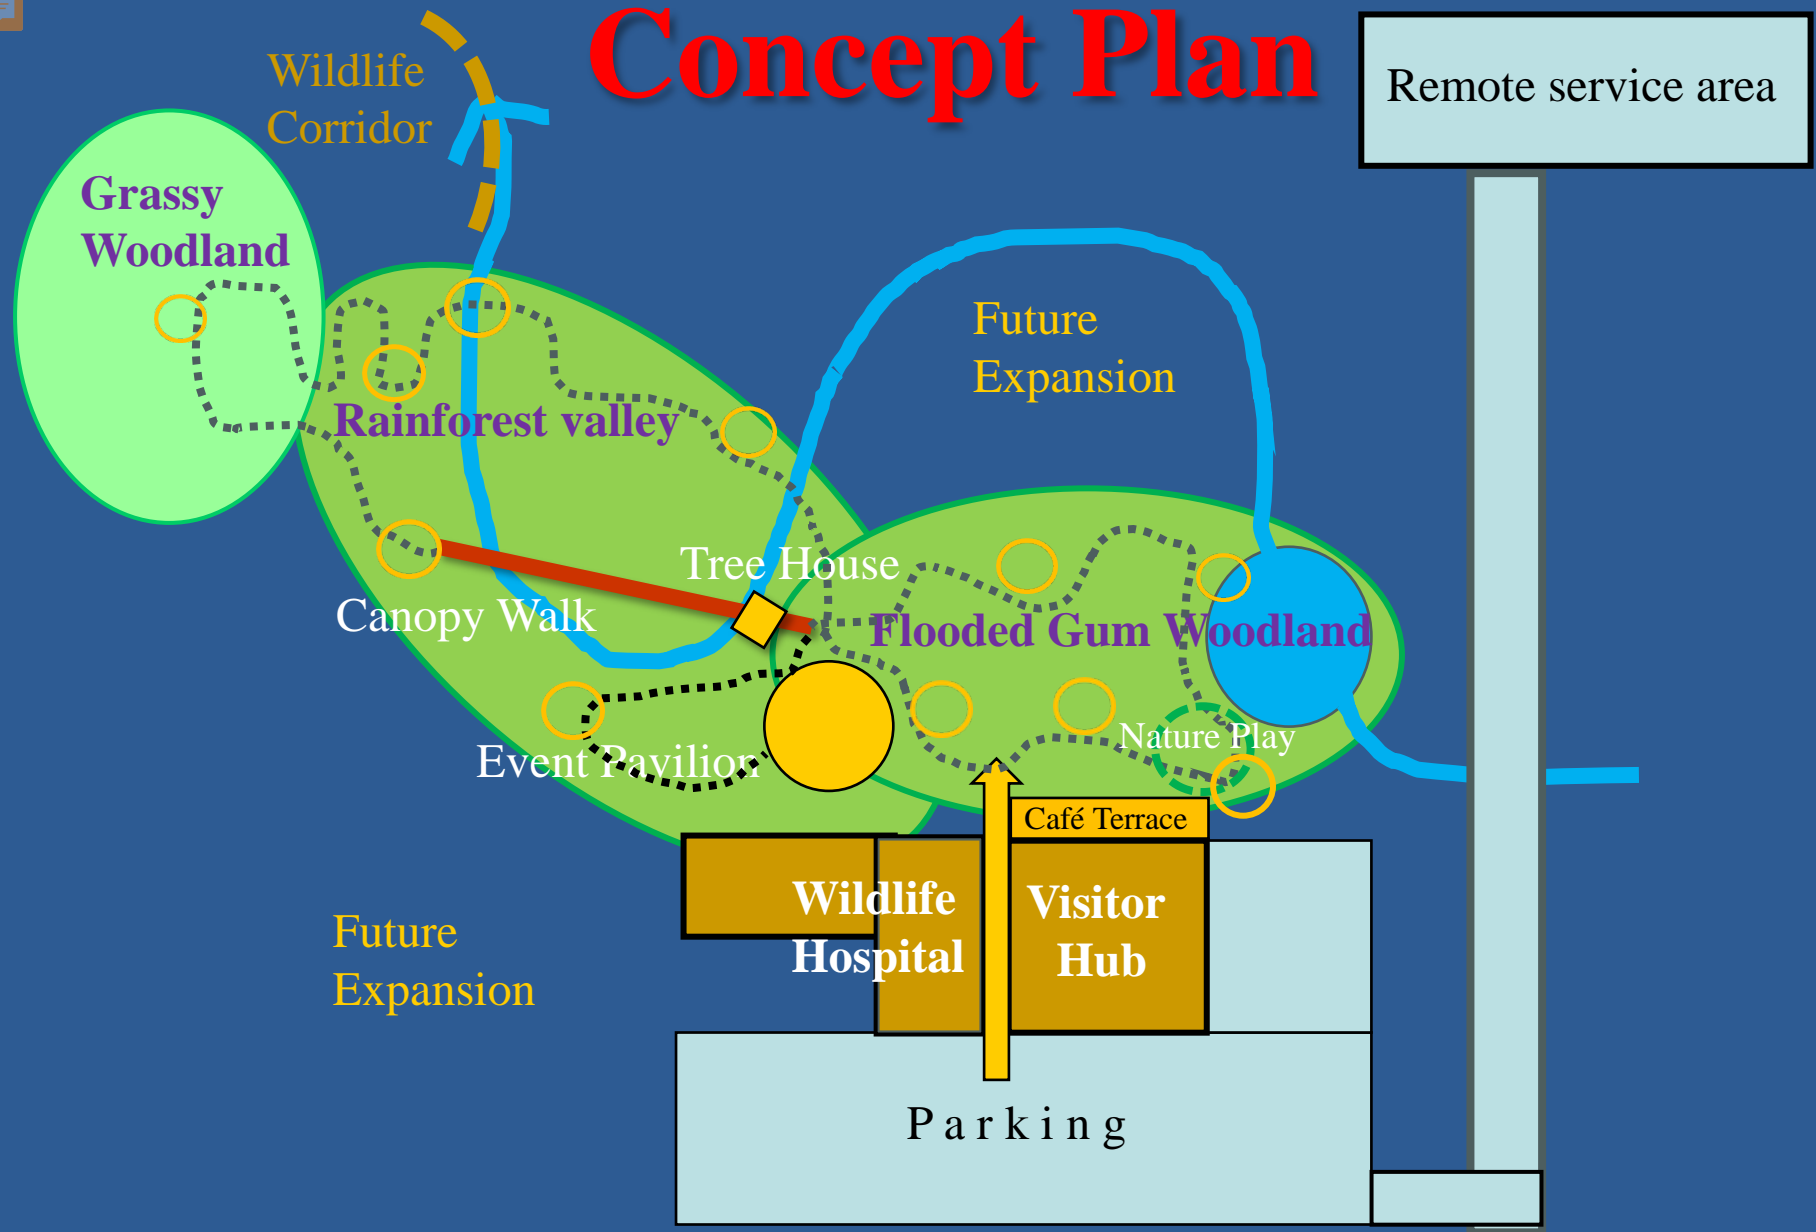 Concept Plan
Wildlife
Corridor
Remote service area
Grassy
Woodland
Future
Expansion
Rainforest valley
Tree House
Canopy Walk
Flooded Gum Woodland
Nature Play
Event Pavilion
Café Terrace
Wildlife
Hospital
Visitor
Hub
Future
Expansion
Parking